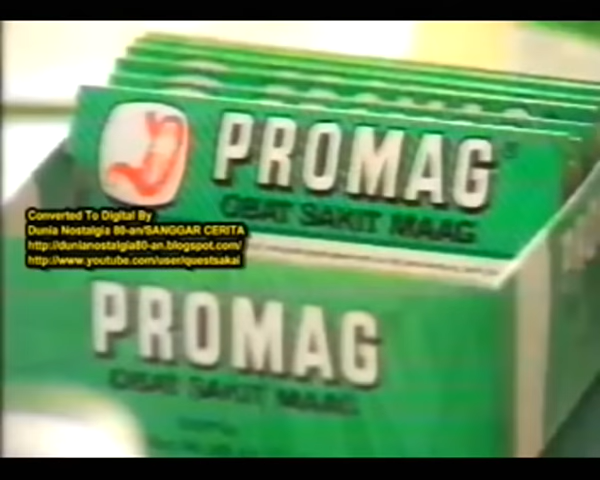 PROMAG
OBAT SAKIT MAAG
Converted To Digital By
Dunia Nostalgia 80-an/SANGGAR CERITA
http://dunianostalgia80-an.blogspot.com/
http://www.youtube.com/user/questsakai
PROMAG
OBAT SAKIT MAAG